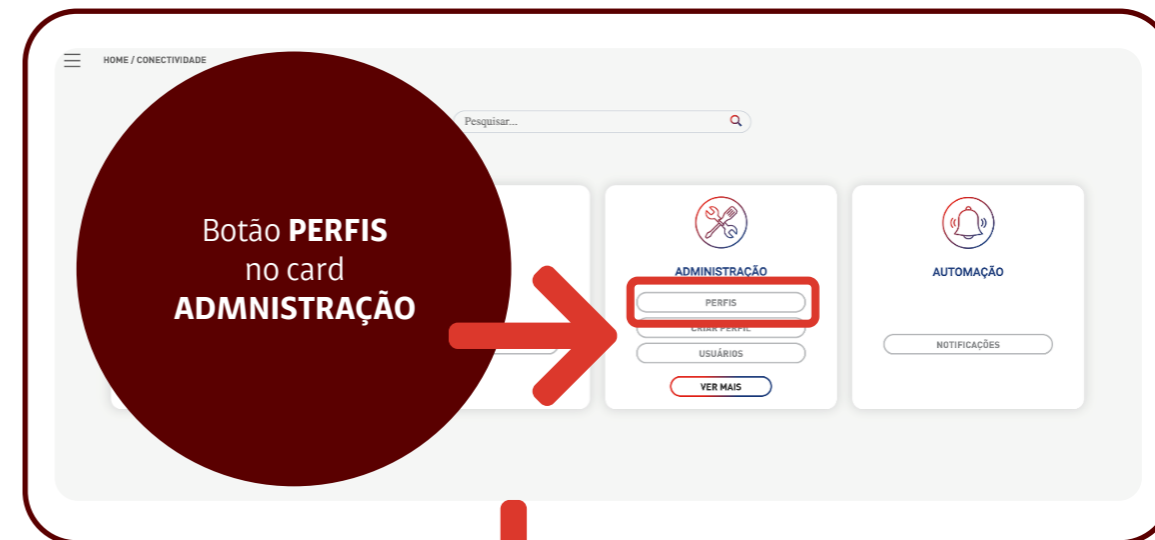 HOME / CONECTIVIDADE
Pesquisar...
Botão PERFIS
no card
ADMNISTRAÇÃO
ADMINISTRAÇÃO
PERFIS
CRIAR PERFIL
USUÁRIOS
VER MAIS
AUTOMAÇÃO
NOTIFICAÇÕES